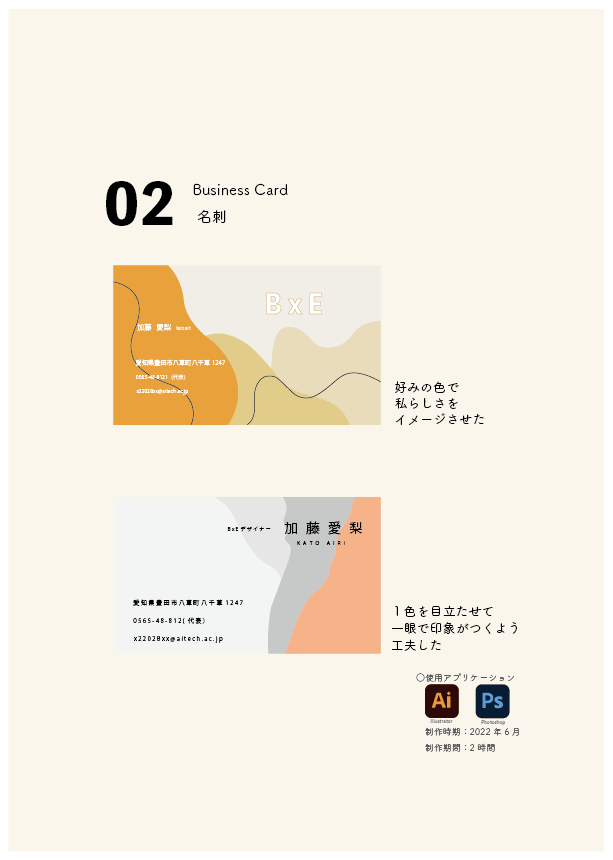 02
Business Card
名刺
BxE
加藤 愛梨
愛知県豊田市八草町八千草 1247
0565-48-8121 (代表)
x22028xx@aitech.ac.jp
好みの色で
私らしさを
イメージさせた
BxE デザイナー 加藤愛梨
KATO AIRI
愛知県豊田市八草町八千草 1247
0565-48-812( 代表)
x22028xx@aitech.ac.jp
１色を目立たせて
一眼で印象がつくよう
工夫した
○使用アプリケーション
Ai Ps
Illustrator Photoshop
制作時期：2022 年 6 月
制作期間：2 時間